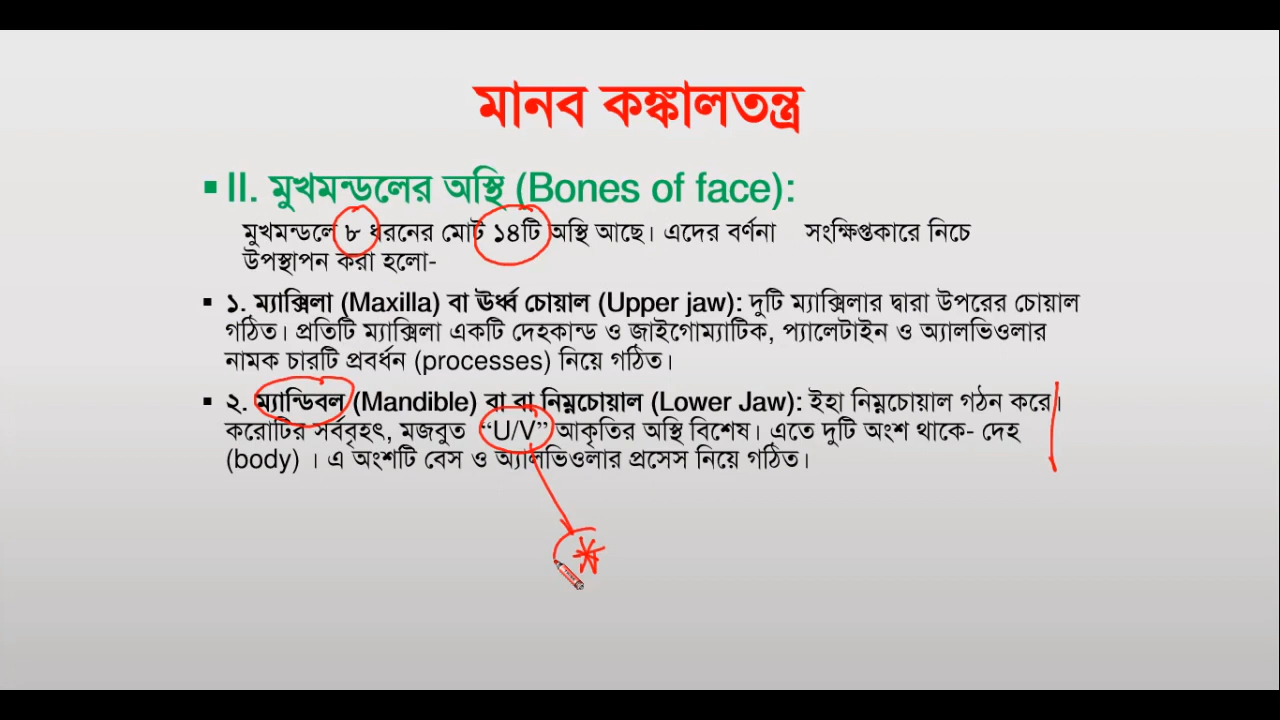 মানব কঙ্কালতন্ত্র
II. মুখমন্ডলের অস্থি (Bones of face):
মুখমন্ডলে ৮ ধরনের মোট ১৪টি অস্থি আছে। এদের বর্ণনা সংক্ষিপ্তকারে নিচে
উপস্থাপন করা হলো-
১. ম্যাক্সিলা (Maxilla) বা ঊর্ধ্ব চোয়াল (Upper jaw): দুটি ম্যাক্সিলার দ্বারা উপরের চোয়াল
গঠিত। প্রতিটি ম্যাক্সিলা একটি দেহকান্ড ও জাইগোম্যাটিক, প্যালেটাইন ও অ্যালভিওলার
নামক চারটি প্রবর্ধন (processes) নিয়ে গঠিত।
২. ম্যান্ডিবল (Mandible) বা বা নিম্নচোয়াল (Lower Jaw): ইহা নিম্নচোয়াল গঠন করে।
করোটির সর্ববৃহৎ, মজবুত “U/V” আকৃতির অস্থি বিশেষ। এতে দুটি অংশ থাকে- দেহ
(body) । এ অংশটি বেস ও অ্যালভিওলার প্রসেস নিয়ে গঠিত।